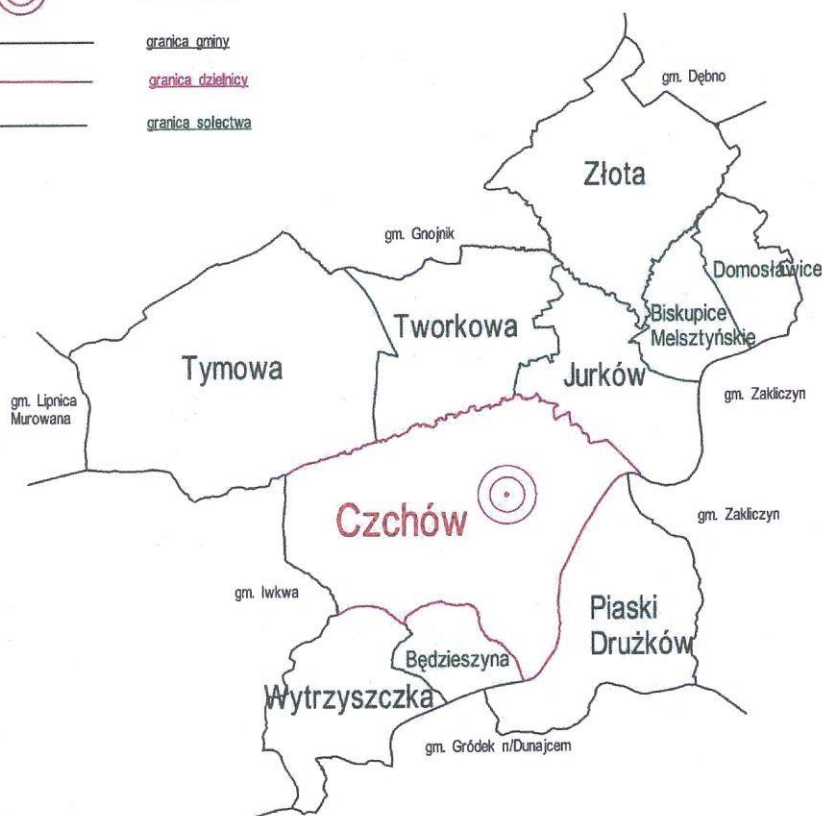 granica gminy
granica dzielnicy
granica sołectwa
gm. Dębno
Złota
gm. Gnojnik
Domosławice
Biskupice
Melsztyńskie
Tworkowa
Tymowa
Jurków
gm. Lipnica
Murowana
gm. Zakliczyn
Czchów
gm. Zakliczyn
gm. Iwkwa
Piaski
Drużków
Będzieszyna
Wytrzyszczka
gm. Gródek n/Dunajcem